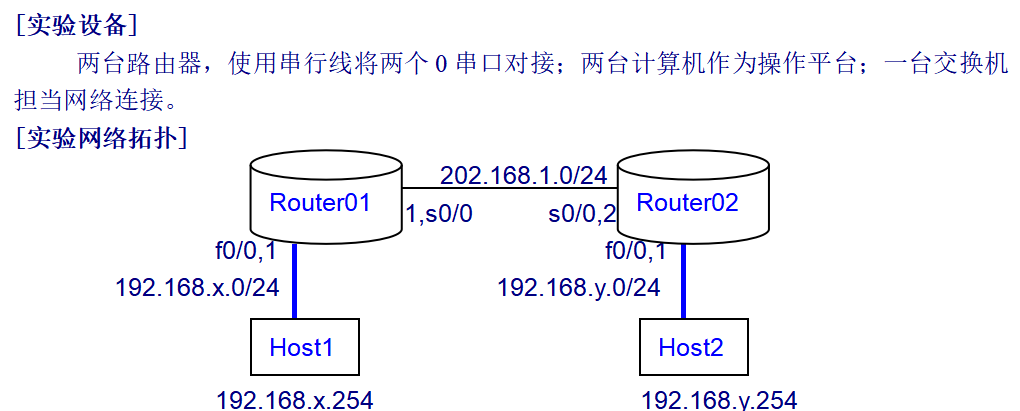 [实验设备]
两台路由器，使用串行线将两个 0 串口对接；两台计算机作为操作平台；一台交换机
担当网络连接。
[实验网络拓扑]
202.168.1.0/24
Router01
Router02
1,s0/0
s0/0,2
f0/0,1
f0/0,1
192.168.x.0/24
192.168.y.0/24
Host1
Host2
192.168.x.254
192.168.y.254